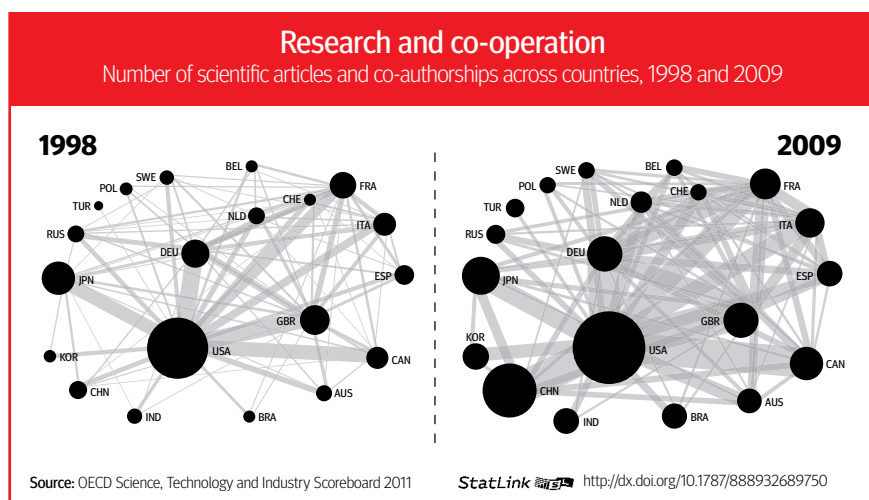 Research and co-operation
Number of scientific articles and co-authorships across countries, 1998 and 2009
1998
BEL
SWE
POL
FRA
CHE
TUR
NLD
ITA
RUS
DEU
ESP
JPN
GBR
USA
KOR
CAN
CHN
AUS
IND
BRA
2009
BEL
SWE
POL
FRA
CHE
NLD
TUR
ITA
RUS
DEU
ESP
JPN
GBR
KOR
USA
CAN
CHN
AUS
IND
BRA
Source: OECD Science, Technology and Industry Scoreboard 2011
StatLink http://dx.doi.org/10.1787/888932689750